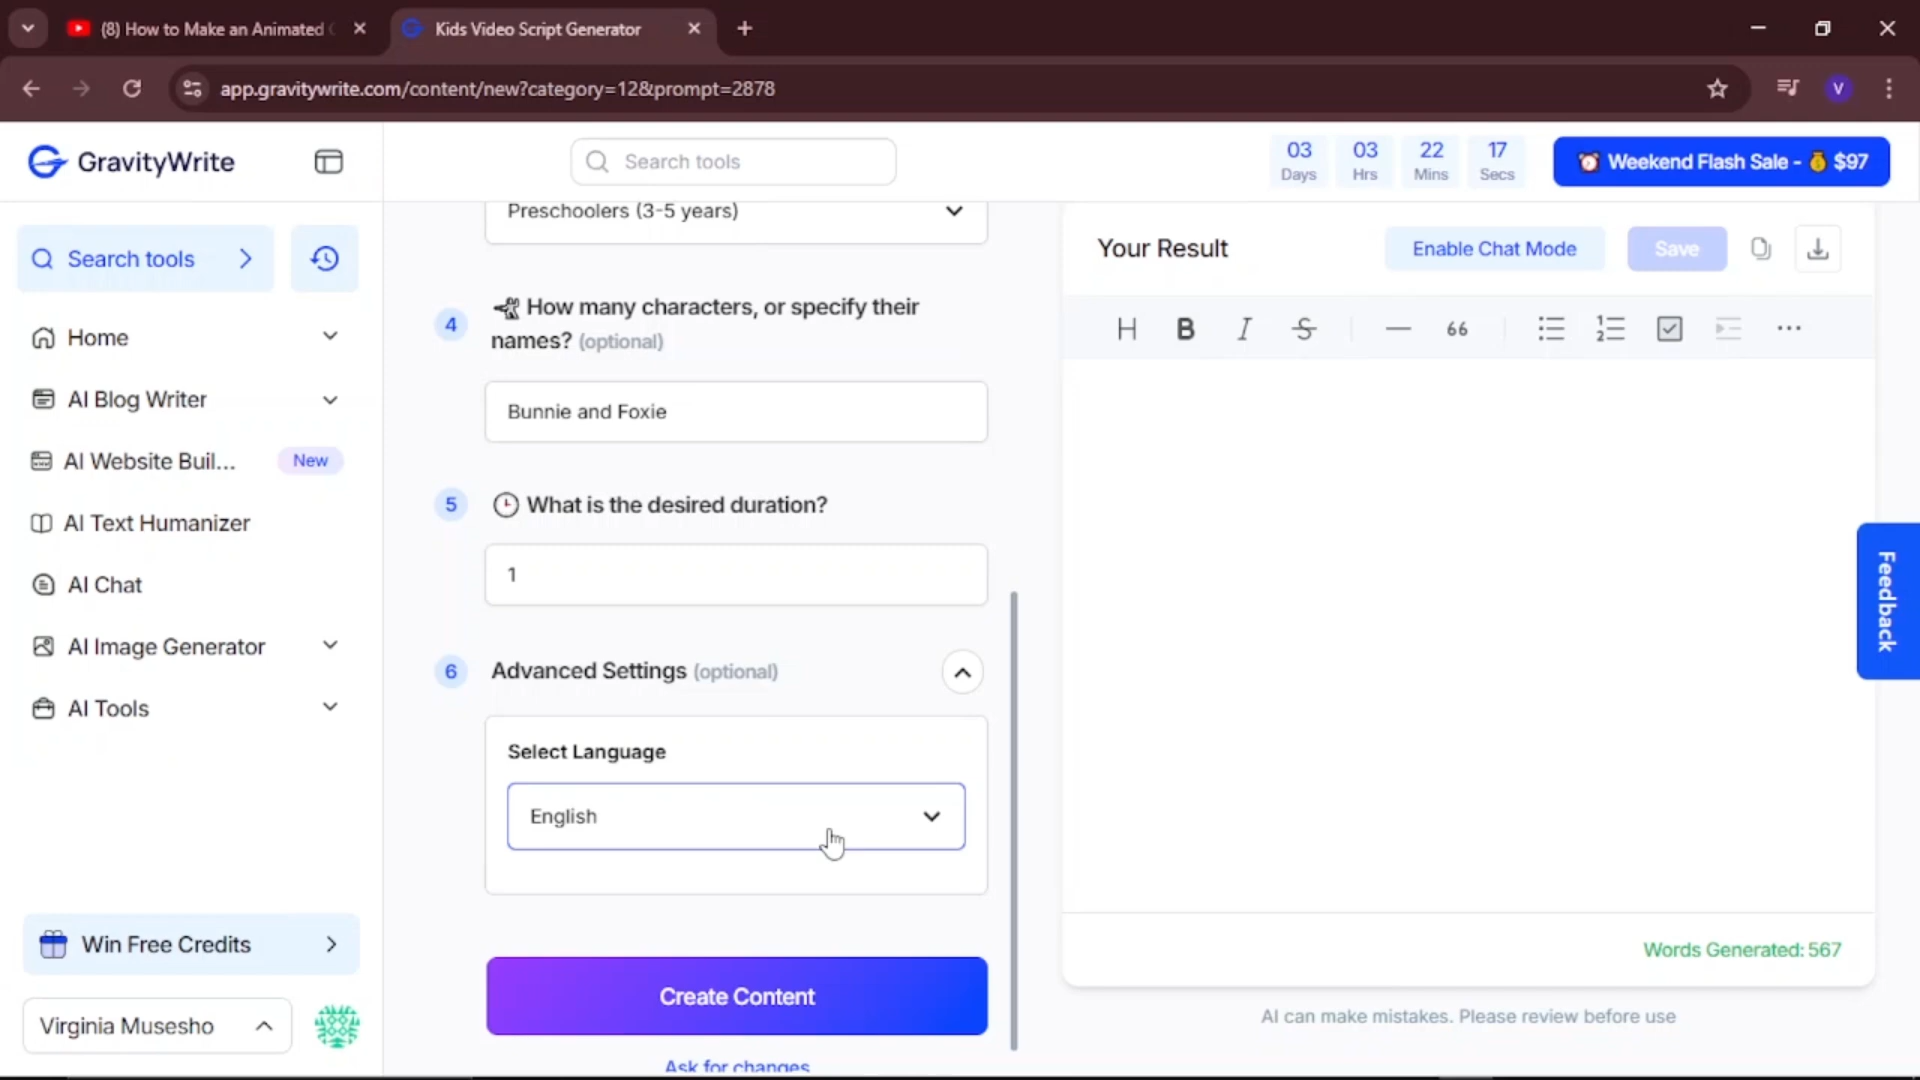 (8) How to Make an Animated
Kids Video Script Generator
app.gravitywrite.com/content/new?category=12&prompt=2878
V
GravityWrite
Search tools
03 Days
03 Hrs
22 Mins
17 Secs
Weekend Flash Sale - $97
Search tools
Home
AI Blog Writer
AI Website Buil...
New
AI Text Humanizer
AI Chat
AI Image Generator
AI Tools
Win Free Credits
Virginia Musesho
Preschoolers (3-5 years)
4
How many characters, or specify their
names? (optional)
Bunnie and Foxie
5
What is the desired duration?
1
6
Advanced Settings (optional)
Select Language
English
Create Content
Ask for changes
Your Result
Enable Chat Mode
Save
H B I S — 66
Words Generated: 567
AI can make mistakes. Please review before use
Feedback